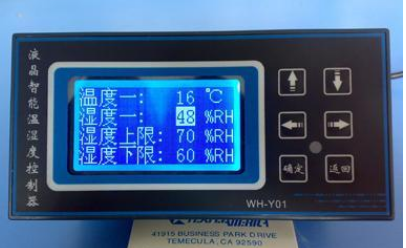 液晶智能温湿度控制器
温度一: 16 ℃
湿度一: 48 %RH
湿度上限: 70 %RH
湿度下限: 60 %RH
确定 返回
WH-Y01
41915 BUSINESS PARK DRIVE
TEMECULA, CA 92590